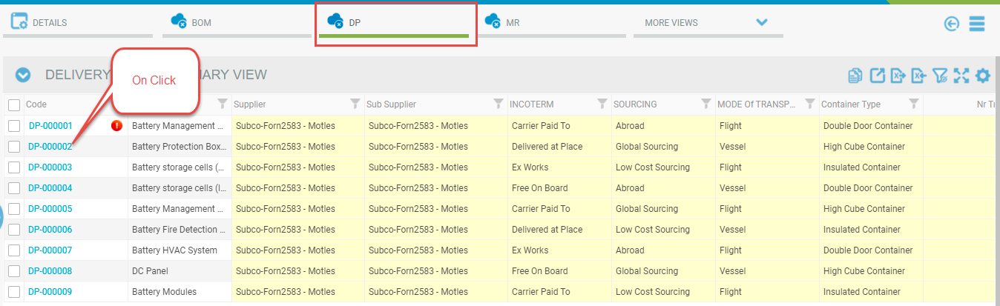 DETAILS BOM DP MR MORE VIEWS
DELIVERY ARY VIEW
On Click
Code Supplier Sub Supplier INCOTERM SOURCING MODE Of TRANSP... Container Type Nr Tr
DP-000001 Battery Management ... Subco-Forn2583 - Motles Subco-Forn2583 - Motles Carrier Paid To Abroad Flight Double Door Container
DP-000002 Battery Protection Box... Subco-Forn2583 - Motles Subco-Forn2583 - Motles Delivered at Place Global Sourcing Vessel High Cube Container
DP-000003 Battery storage cells (... Subco-Forn2583 - Motles Subco-Forn2583 - Motles Ex Works Low Cost Sourcing Flight Insulated Container
DP-000004 Battery storage cells (I... Subco-Forn2583 - Motles Subco-Forn2583 - Motles Free On Board Abroad Vessel Double Door Container
DP-000005 Battery Management ... Subco-Forn2583 - Motles Subco-Forn2583 - Motles Carrier Paid To Global Sourcing Flight High Cube Container
DP-000006 Battery Fire Detection ... Subco-Forn2583 - Motles Subco-Forn2583 - Motles Delivered at Place Low Cost Sourcing Vessel Insulated Container
DP-000007 Battery HVAC System Subco-Forn2583 - Motles Subco-Forn2583 - Motles Ex Works Abroad Flight Double Door Container
DP-000008 DC Panel Subco-Forn2583 - Motles Subco-Forn2583 - Motles Free On Board Global Sourcing Vessel High Cube Container
DP-000009 Battery Modules Subco-Forn2583 - Motles Subco-Forn2583 - Motles Carrier Paid To Low Cost Sourcing Flight Insulated Container